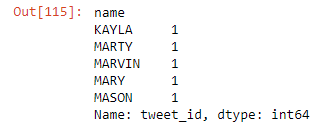 Out[115]: name
KAYLA 1
MARTY 1
MARVIN 1
MARY 1
MASON 1
Name: tweet_id, dtype: int64